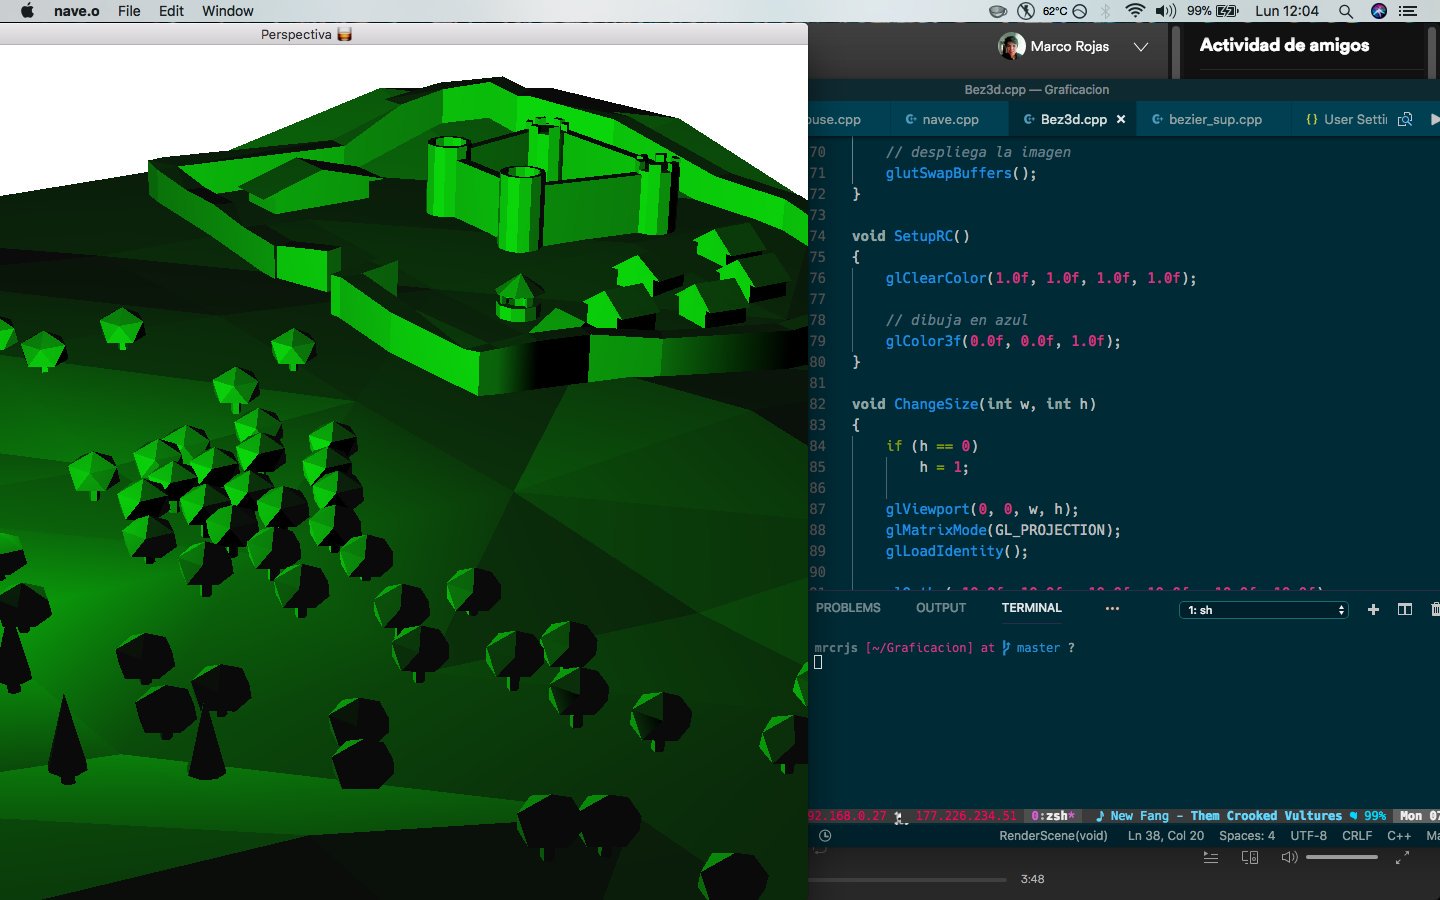 nave.o File Edit Window 62°C 99% Lun 12:04
Perspectiva
Marco Rojas
Actividad de amigos
Bez3d.cpp — Graficacion
ouse.cpp nave.cpp Bez3d.cpp × bezier_sup.cpp {} User Setti
70 // despliega la imagen
71 glutSwapBuffers();
72 }
73
74 void SetupRC()
75 {
76 glClearColor(1.0f, 1.0f, 1.0f, 1.0f);
77
78 // dibuja en azul
79 glColor3f(0.0f, 0.0f, 1.0f);
80 }
81
82 void ChangeSize(int w, int h)
83 {
84 if (h == 0)
85 h = 1;
86
87 glViewport(0, 0, w, h);
88 glMatrixMode(GL_PROJECTION);
89 glLoadIdentity();
90
PROBLEMS OUTPUT TERMINAL ••• 1: sh
mrcrjs [~/Graficacion] at master ?
92.168.0.27 177.226.234.51 0:zsh* ♪ New Fang - Them Crooked Vultures 99% Mon 07
RenderScene(void) Ln 38, Col 20 Spaces: 4 UTF-8 CRLF C++ Ma
3:48